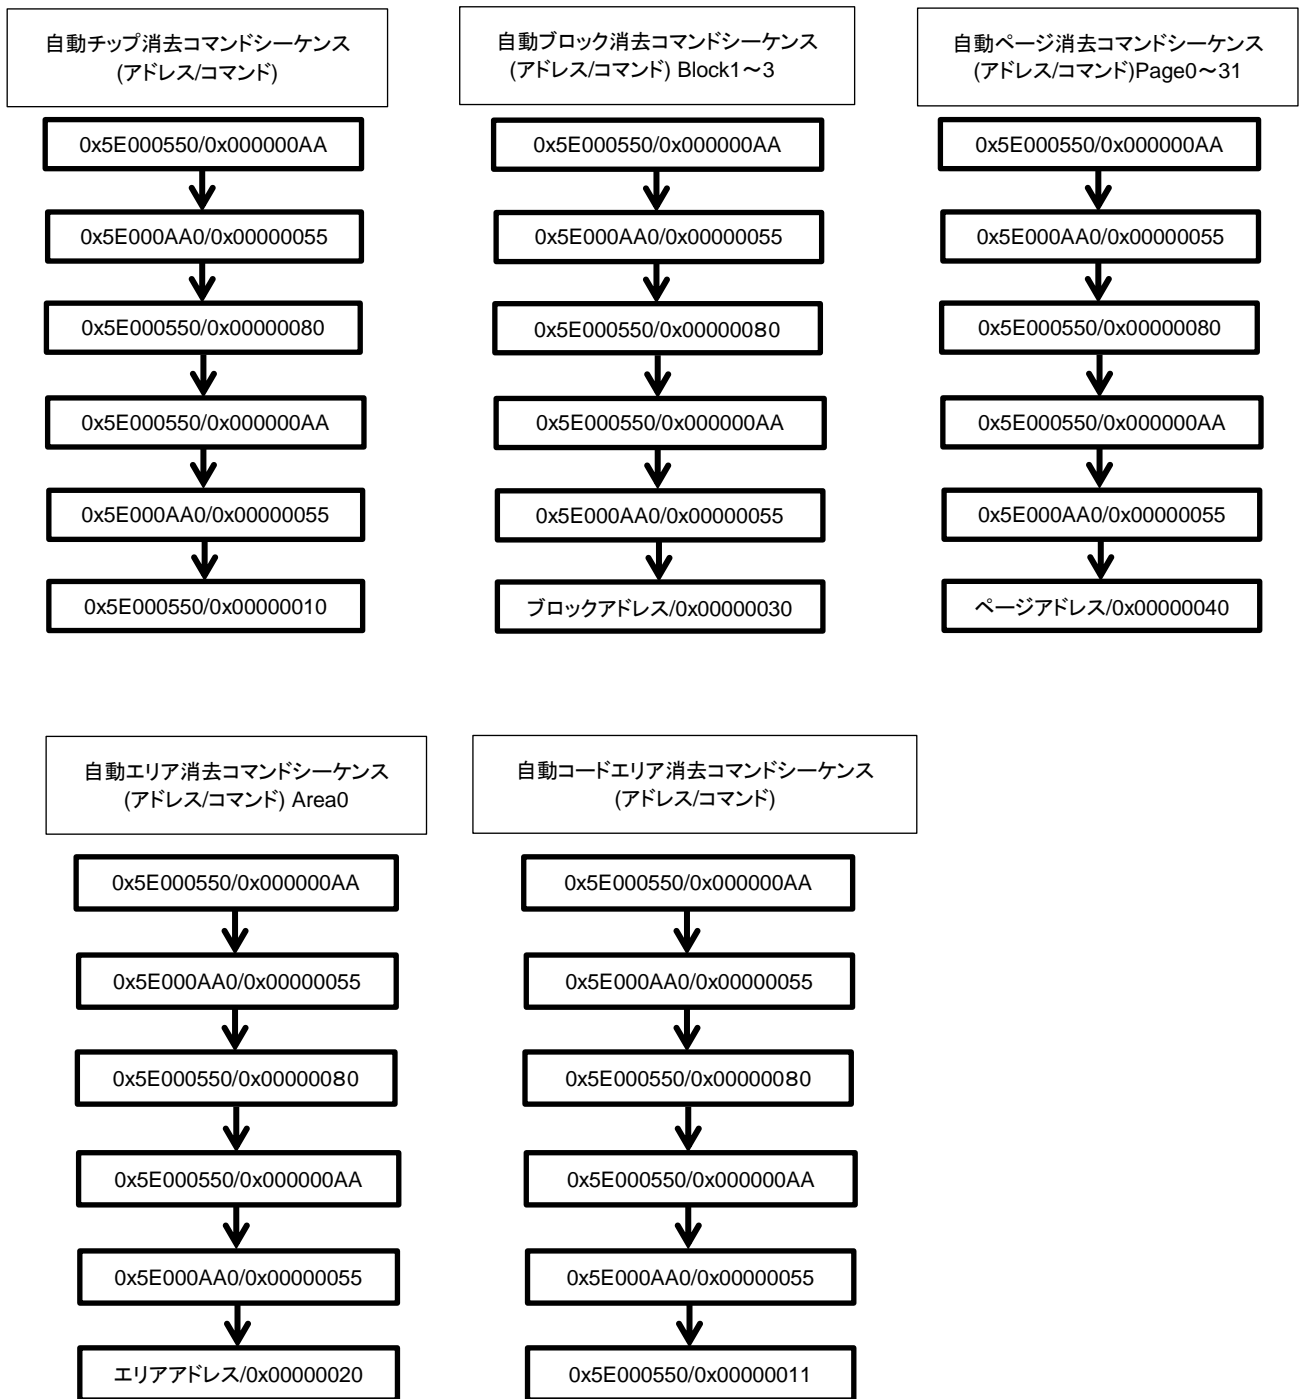 自動チップ消去コマンドシーケンス
(アドレス/コマンド)
0x5E000550/0x000000AA
0x5E000AA0/0x00000055
0x5E000550/0x00000080
0x5E000550/0x000000AA
0x5E000AA0/0x00000055
0x5E000550/0x00000010
自動ブロック消去コマンドシーケンス
(アドレス/コマンド) Block1～3
0x5E000550/0x000000AA
0x5E000AA0/0x00000055
0x5E000550/0x00000080
0x5E000550/0x000000AA
0x5E000AA0/0x00000055
ブロックアドレス/0x00000030
自動ページ消去コマンドシーケンス
(アドレス/コマンド)Page0～31
0x5E000550/0x000000AA
0x5E000AA0/0x00000055
0x5E000550/0x00000080
0x5E000550/0x000000AA
0x5E000AA0/0x00000055
ページアドレス/0x00000040
自動エリア消去コマンドシーケンス
(アドレス/コマンド) Area0
0x5E000550/0x000000AA
0x5E000AA0/0x00000055
0x5E000550/0x00000080
0x5E000550/0x000000AA
0x5E000AA0/0x00000055
エリアアドレス/0x00000020
自動コードエリア消去コマンドシーケンス
(アドレス/コマンド)
0x5E000550/0x000000AA
0x5E000AA0/0x00000055
0x5E000550/0x00000080
0x5E000550/0x000000AA
0x5E000AA0/0x00000055
0x5E000550/0x00000011